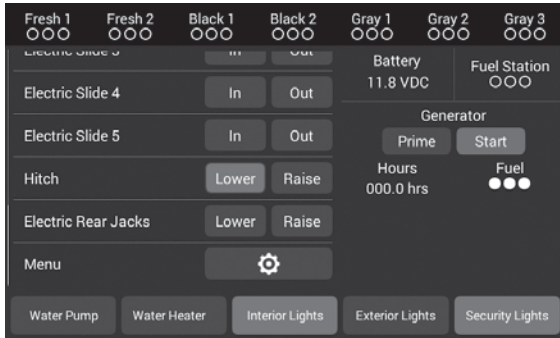 Fresh 1 Fresh 2 Black 1 Black 2 Gray 1 Gray 2 Gray 3
Electric Slide 3 In Out
Electric Slide 4 In Out
Electric Slide 5 In Out
Hitch Lower Raise
Electric Rear Jacks Lower Raise
Menu
Battery
11.8 VDC
Fuel Station
Generator
Prime Start
Hours Fuel
000.0 hrs
Water Pump Water Heater Interior Lights Exterior Lights Security Lights